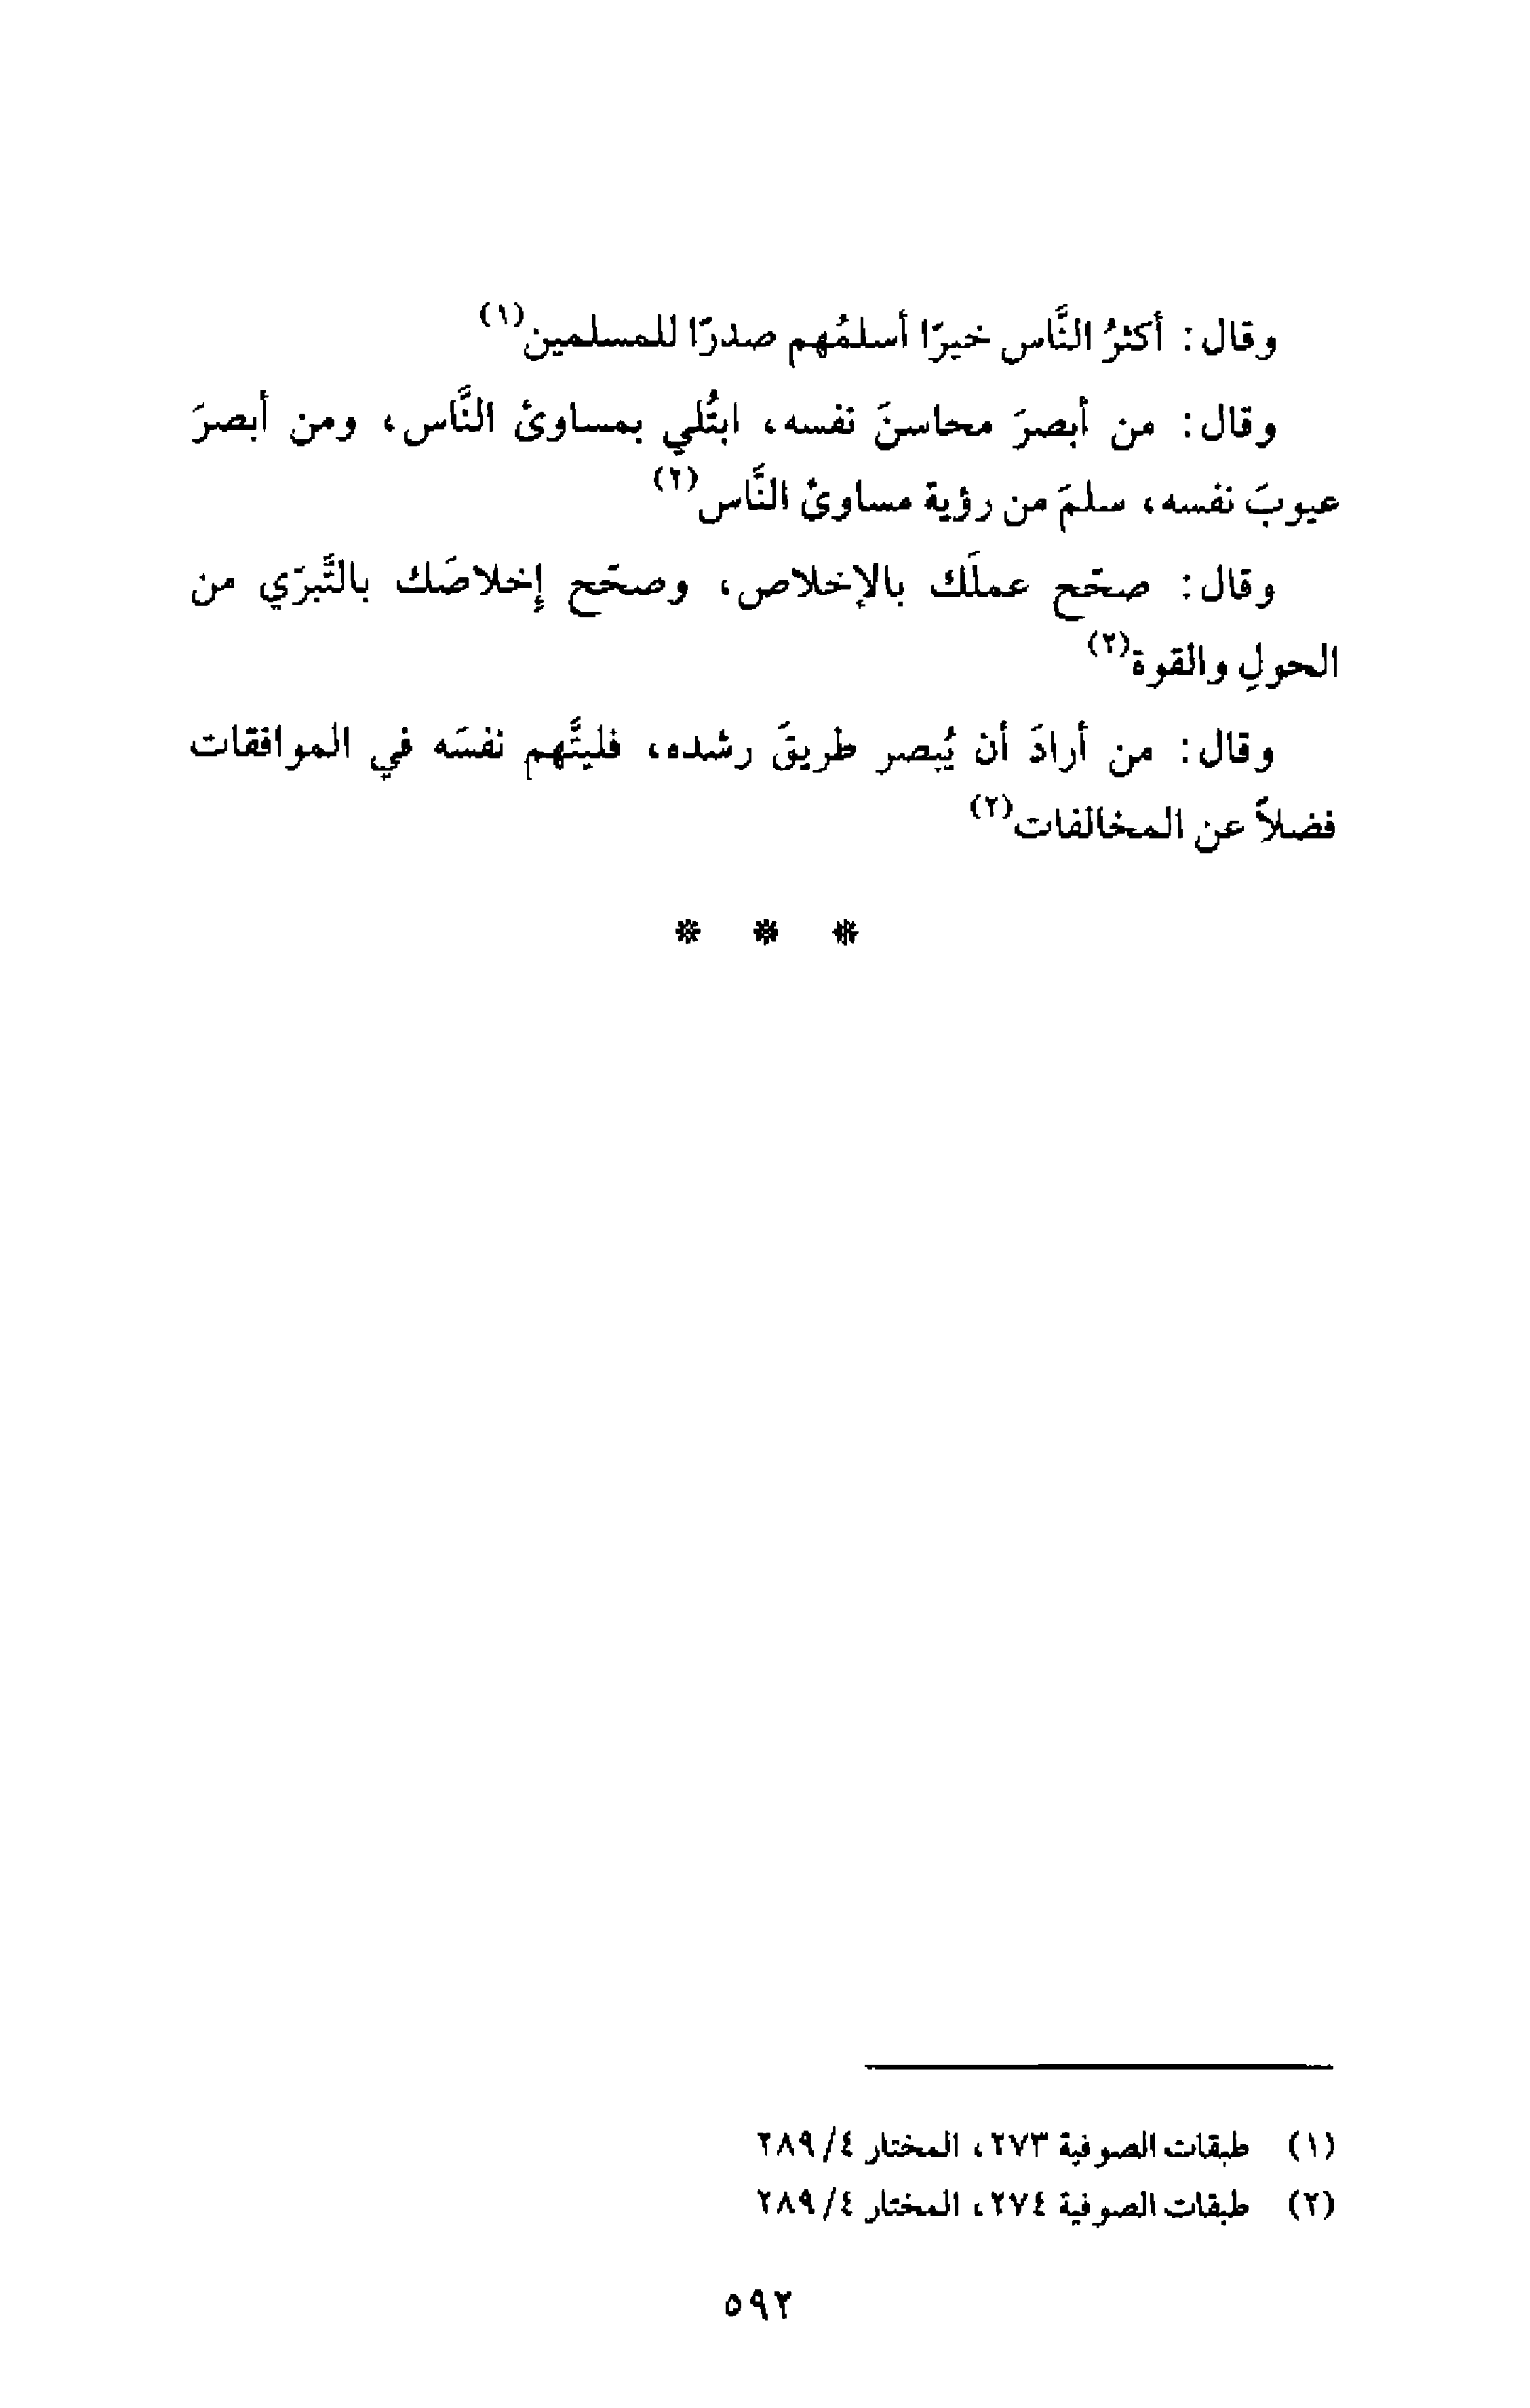 وقال: أكثرُ النَّاس خيرًا أسلمُهم صدرًا للمسلمين(١)
وقال: من أبصرَ محاسنَ نفسه، ابتُلي بمساوئ النَّاس، ومن أبصرَ
عيوبَ نفسه، سلمَ من رؤية مساوئ النَّاس(٢)
وقال: صحّح عملَك بالإخلاص، وصحّح إخلاصَك بالتَّبرّي من
الحولِ والقوة(٢)
وقال: من أرادَ أن يُبصر طريقَ رشده، فليتَّهم نفسَه في الموافقات
فضلاً عن المخالفات(٢)
* * *
(١) طبقات الصوفية ٢٧٣، المختار ٤/ ٢٨٩
(٢) طبقات الصوفية ٢٧٤، المختار ٤/ ٢٨٩
٥٩٢